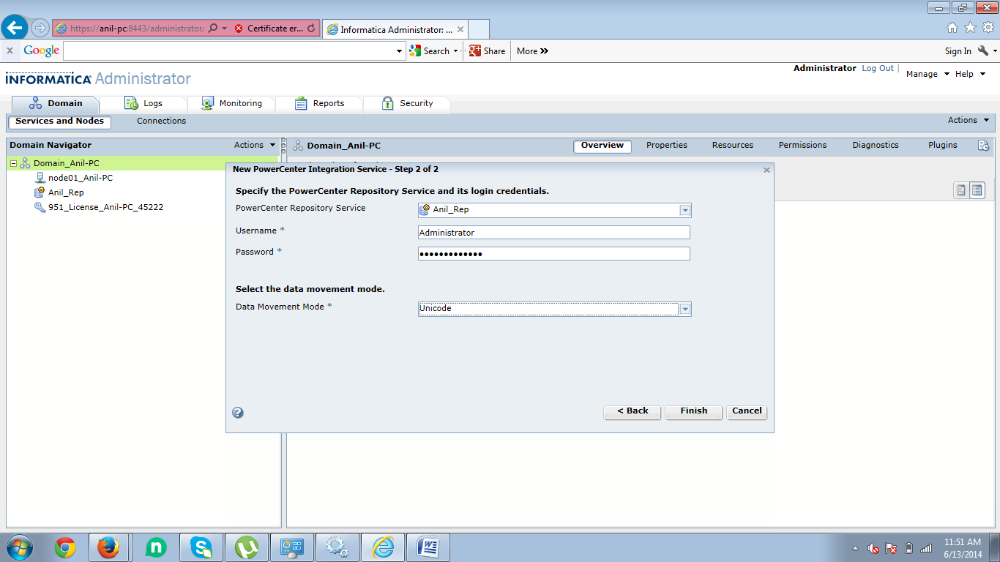 https://anil-pc:8443/administrator/ Certificate er... Informatica Administrator: ...
x Google Search Share More » Sign In
INFORMATICA Administrator Administrator Log Out | Manage Help
Domain Logs Monitoring Reports Security
Services and Nodes Connections Actions
Domain Navigator Actions Domain_Anil-PC Overview Properties Resources Permissions Diagnostics Plugins
Domain_Anil-PC
node01_Anil-PC
Anil_Rep
951_License_Anil-PC_45222
New PowerCenter Integration Service - Step 2 of 2
Specify the PowerCenter Repository Service and its login credentials.
PowerCenter Repository Service Anil_Rep
Username * Administrator
Password * •••••••••••••
Select the data movement mode.
Data Movement Mode * Unicode
? < Back Finish Cancel
11:51 AM
6/13/2014